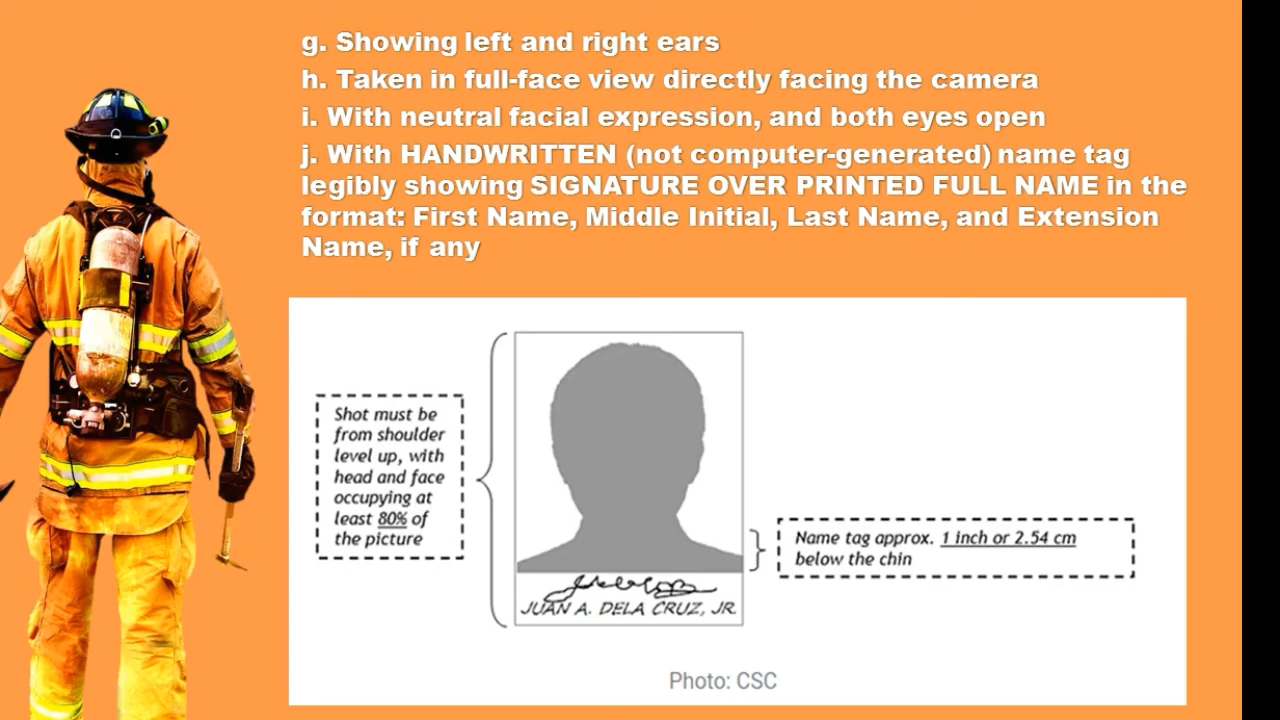 g. Showing left and right ears
h. Taken in full-face view directly facing the camera
i. With neutral facial expression, and both eyes open
j. With HANDWRITTEN (not computer-generated) name tag
legibly showing SIGNATURE OVER PRINTED FULL NAME in the
format: First Name, Middle Initial, Last Name, and Extension
Name, if any
Shot must be
from shoulder
level up, with
head and face
occupying at
least 80% of
the picture
Name tag approx. 1 inch or 2.54 cm
below the chin
JUAN A. DELA CRUZ, JR.
Photo: CSC